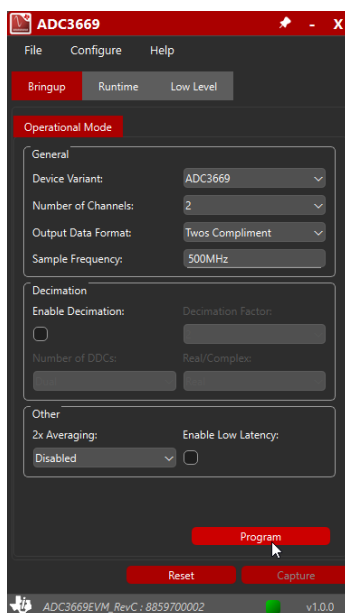 ADC3669 - X
File Configure Help
Bringup Runtime Low Level
Operational Mode
General
Device Variant: ADC3669
Number of Channels: 2
Output Data Format: Twos Compliment
Sample Frequency: 500MHz
Decimation
Enable Decimation: Decimation Factor:
Number of DDCs: Real/Complex:
Other
2x Averaging: Enable Low Latency:
Disabled
Program
Reset Capture
ADC3669EVM_RevC : 8859700002 v1.0.0